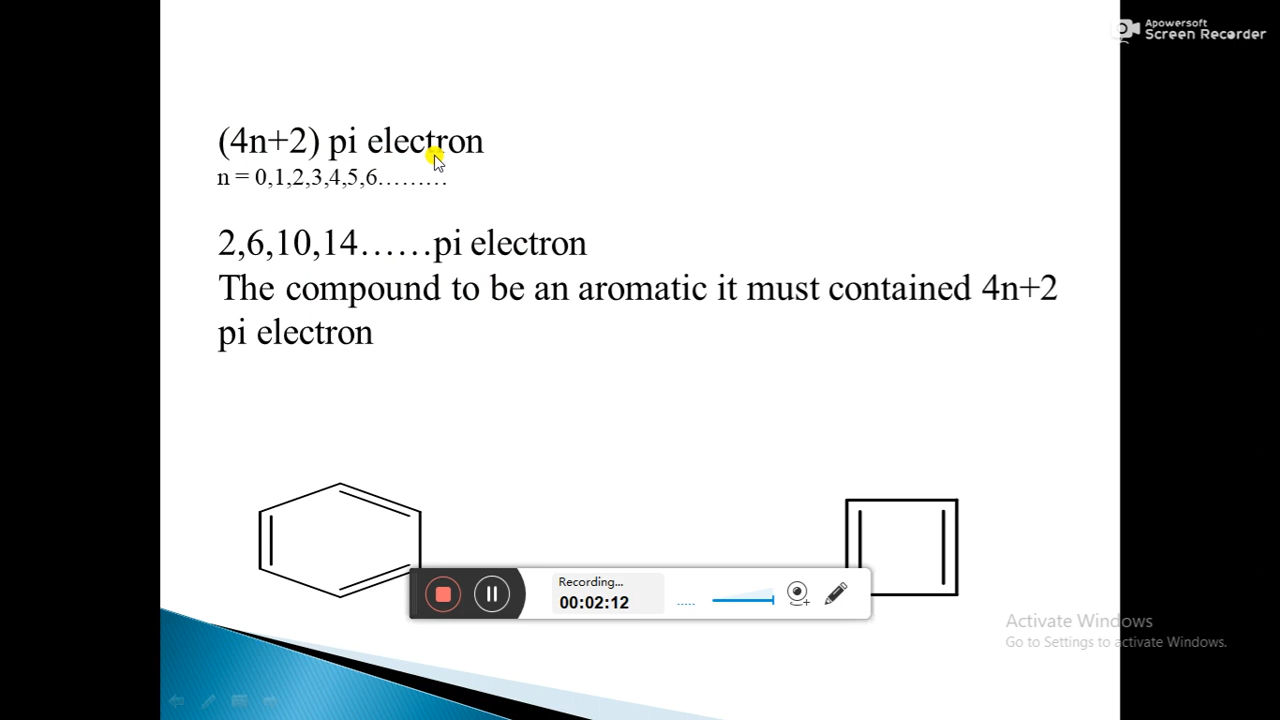 Apowersoft
Screen Recorder
(4n+2) pi electron
n = 0,1,2,3,4,5,6………
2,6,10,14……pi electron
The compound to be an aromatic it must contained 4n+2
pi electron
Recording...
00:02:12
Activate Windows
Go to Settings to activate Windows.